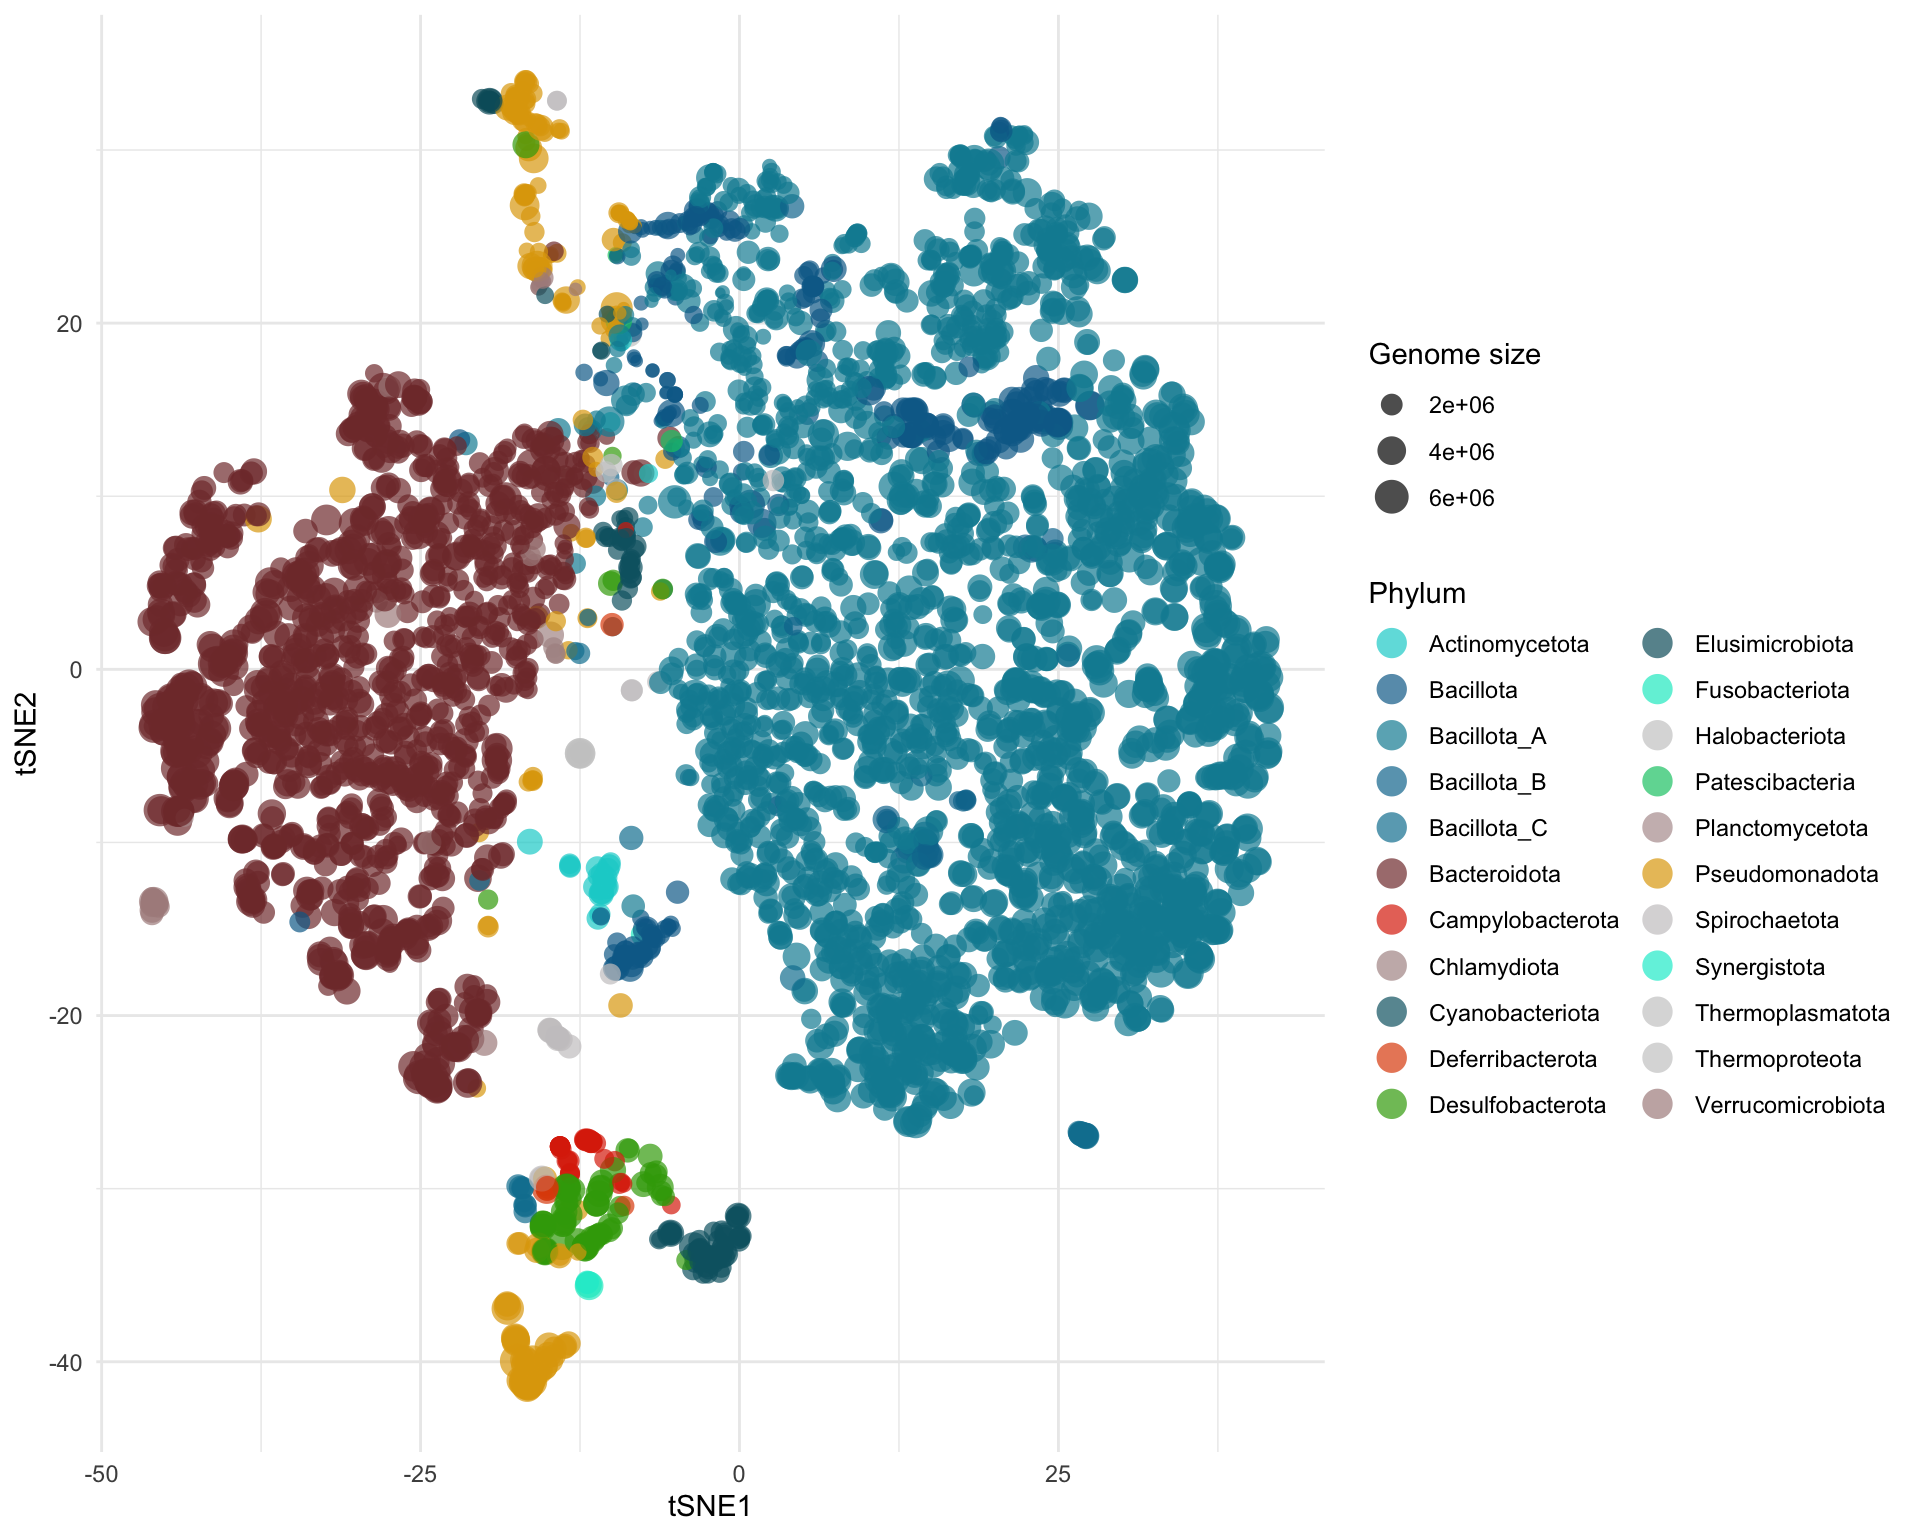 20
0
-20
-40
-50
-25
0
25
tSNE1
tSNE2
Genome size
2e+06
4e+06
6e+06
Phylum
Actinomycetota
Bacillota
Bacillota_A
Bacillota_B
Bacillota_C
Bacteroidota
Campylobacterota
Chlamydiota
Cyanobacteriota
Deferribacterota
Desulfobacterota
Elusimicrobiota
Fusobacteriota
Halobacteriota
Patescibacteria
Planctomycetota
Pseudomonadota
Spirochaetota
Synergistota
Thermoplasmatota
Thermoproteota
Verrucomicrobiota